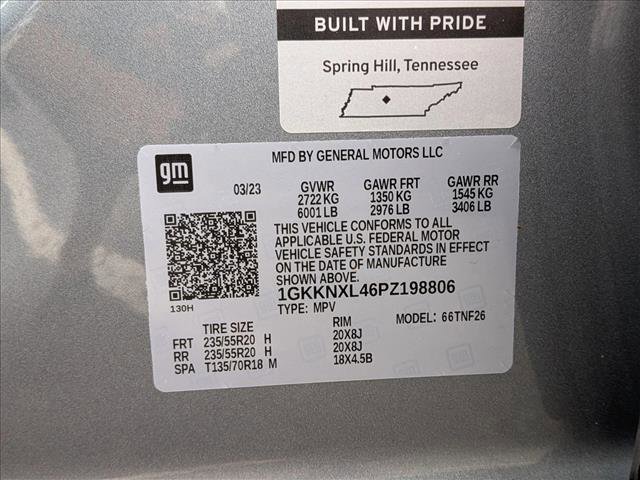 BUILT WITH PRIDE
Spring Hill, Tennessee
gm
MFD BY GENERAL MOTORS LLC
03/23 GVWR GAWR FRT GAWR RR
2722 KG 1350 KG 1545 KG
6001 LB 2976 LB 3406 LB
THIS VEHICLE CONFORMS TO ALL
APPLICABLE U.S. FEDERAL MOTOR
VEHICLE SAFETY STANDARDS IN EFFECT
ON THE DATE OF MANUFACTURE
SHOWN ABOVE.
1GKKNXL46PZ198806
130H
TYPE: MPV MODEL: 66TNF26
TIRE SIZE RIM
FRT 235/55R20 H 20X8J
RR 235/55R20 H 20X8J
SPA T135/70R18 M 18X4.5B